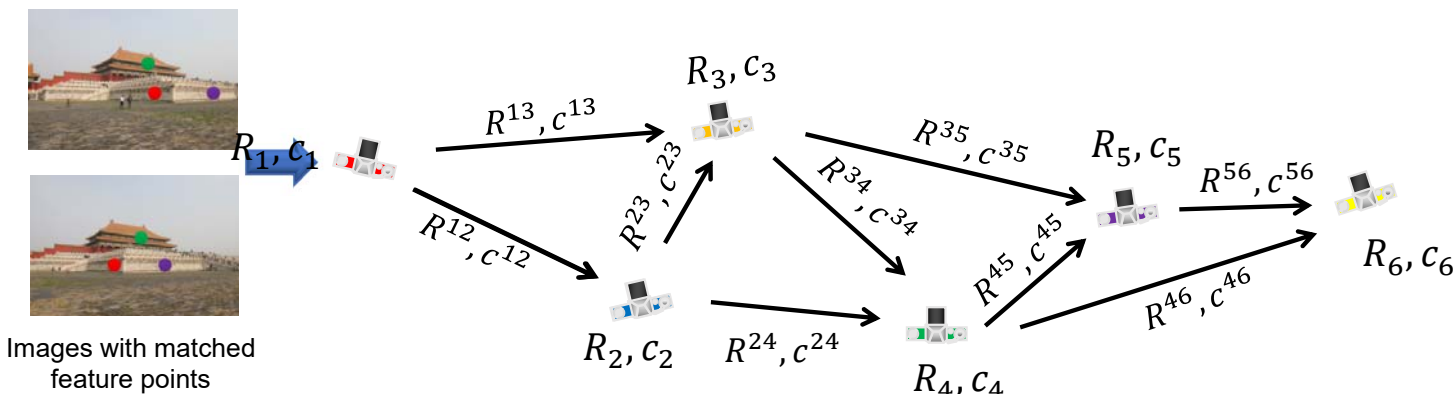 R_1, c_1
R^{13}, c^{13}
R_3, c_3
R^{12}, c^{12}
R^{23}, c^{23}
R_2, c_2
R^{24}, c^{24}
R^{34}, c^{34}
R^{35}, c^{35}
R_4, c_4
R^{45}, c^{45}
R_5, c_5
R^{46}, c^{46}
R^{56}, c^{56}
R_6, c_6
Images with matched
feature points